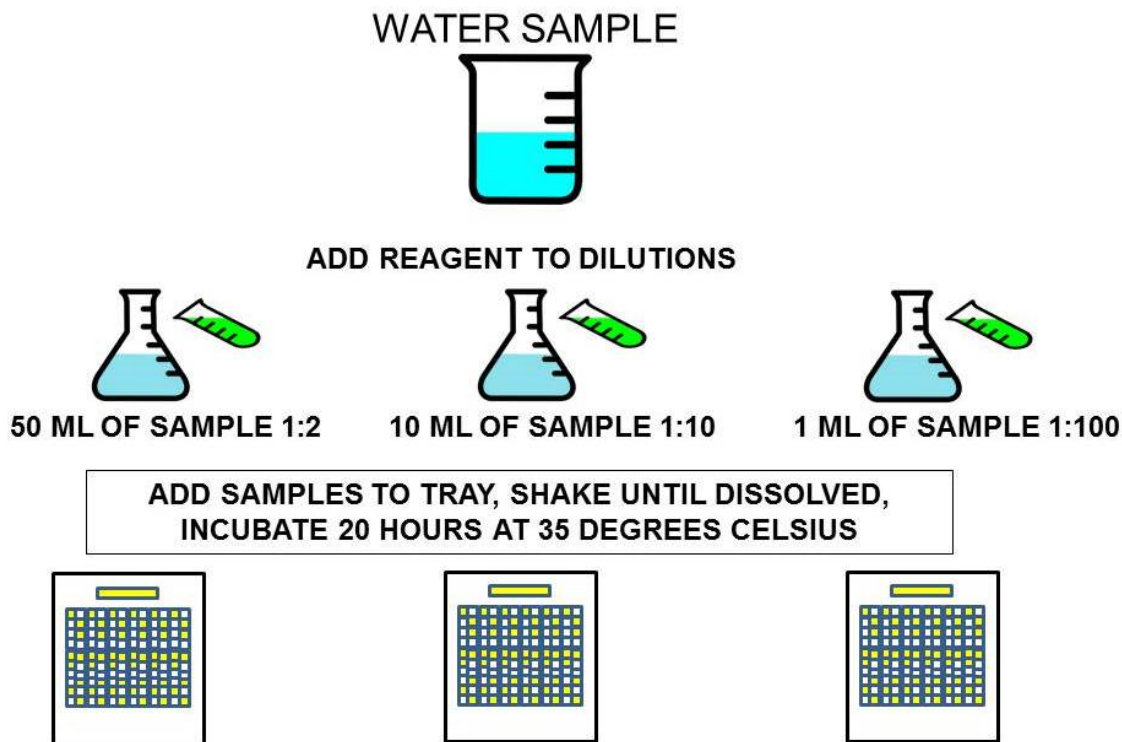 WATER SAMPLE
ADD REAGENT TO DILUTIONS
50 ML OF SAMPLE 1:2
10 ML OF SAMPLE 1:10
1 ML OF SAMPLE 1:100
ADD SAMPLES TO TRAY, SHAKE UNTIL DISSOLVED,
INCUBATE 20 HOURS AT 35 DEGREES CELSIUS